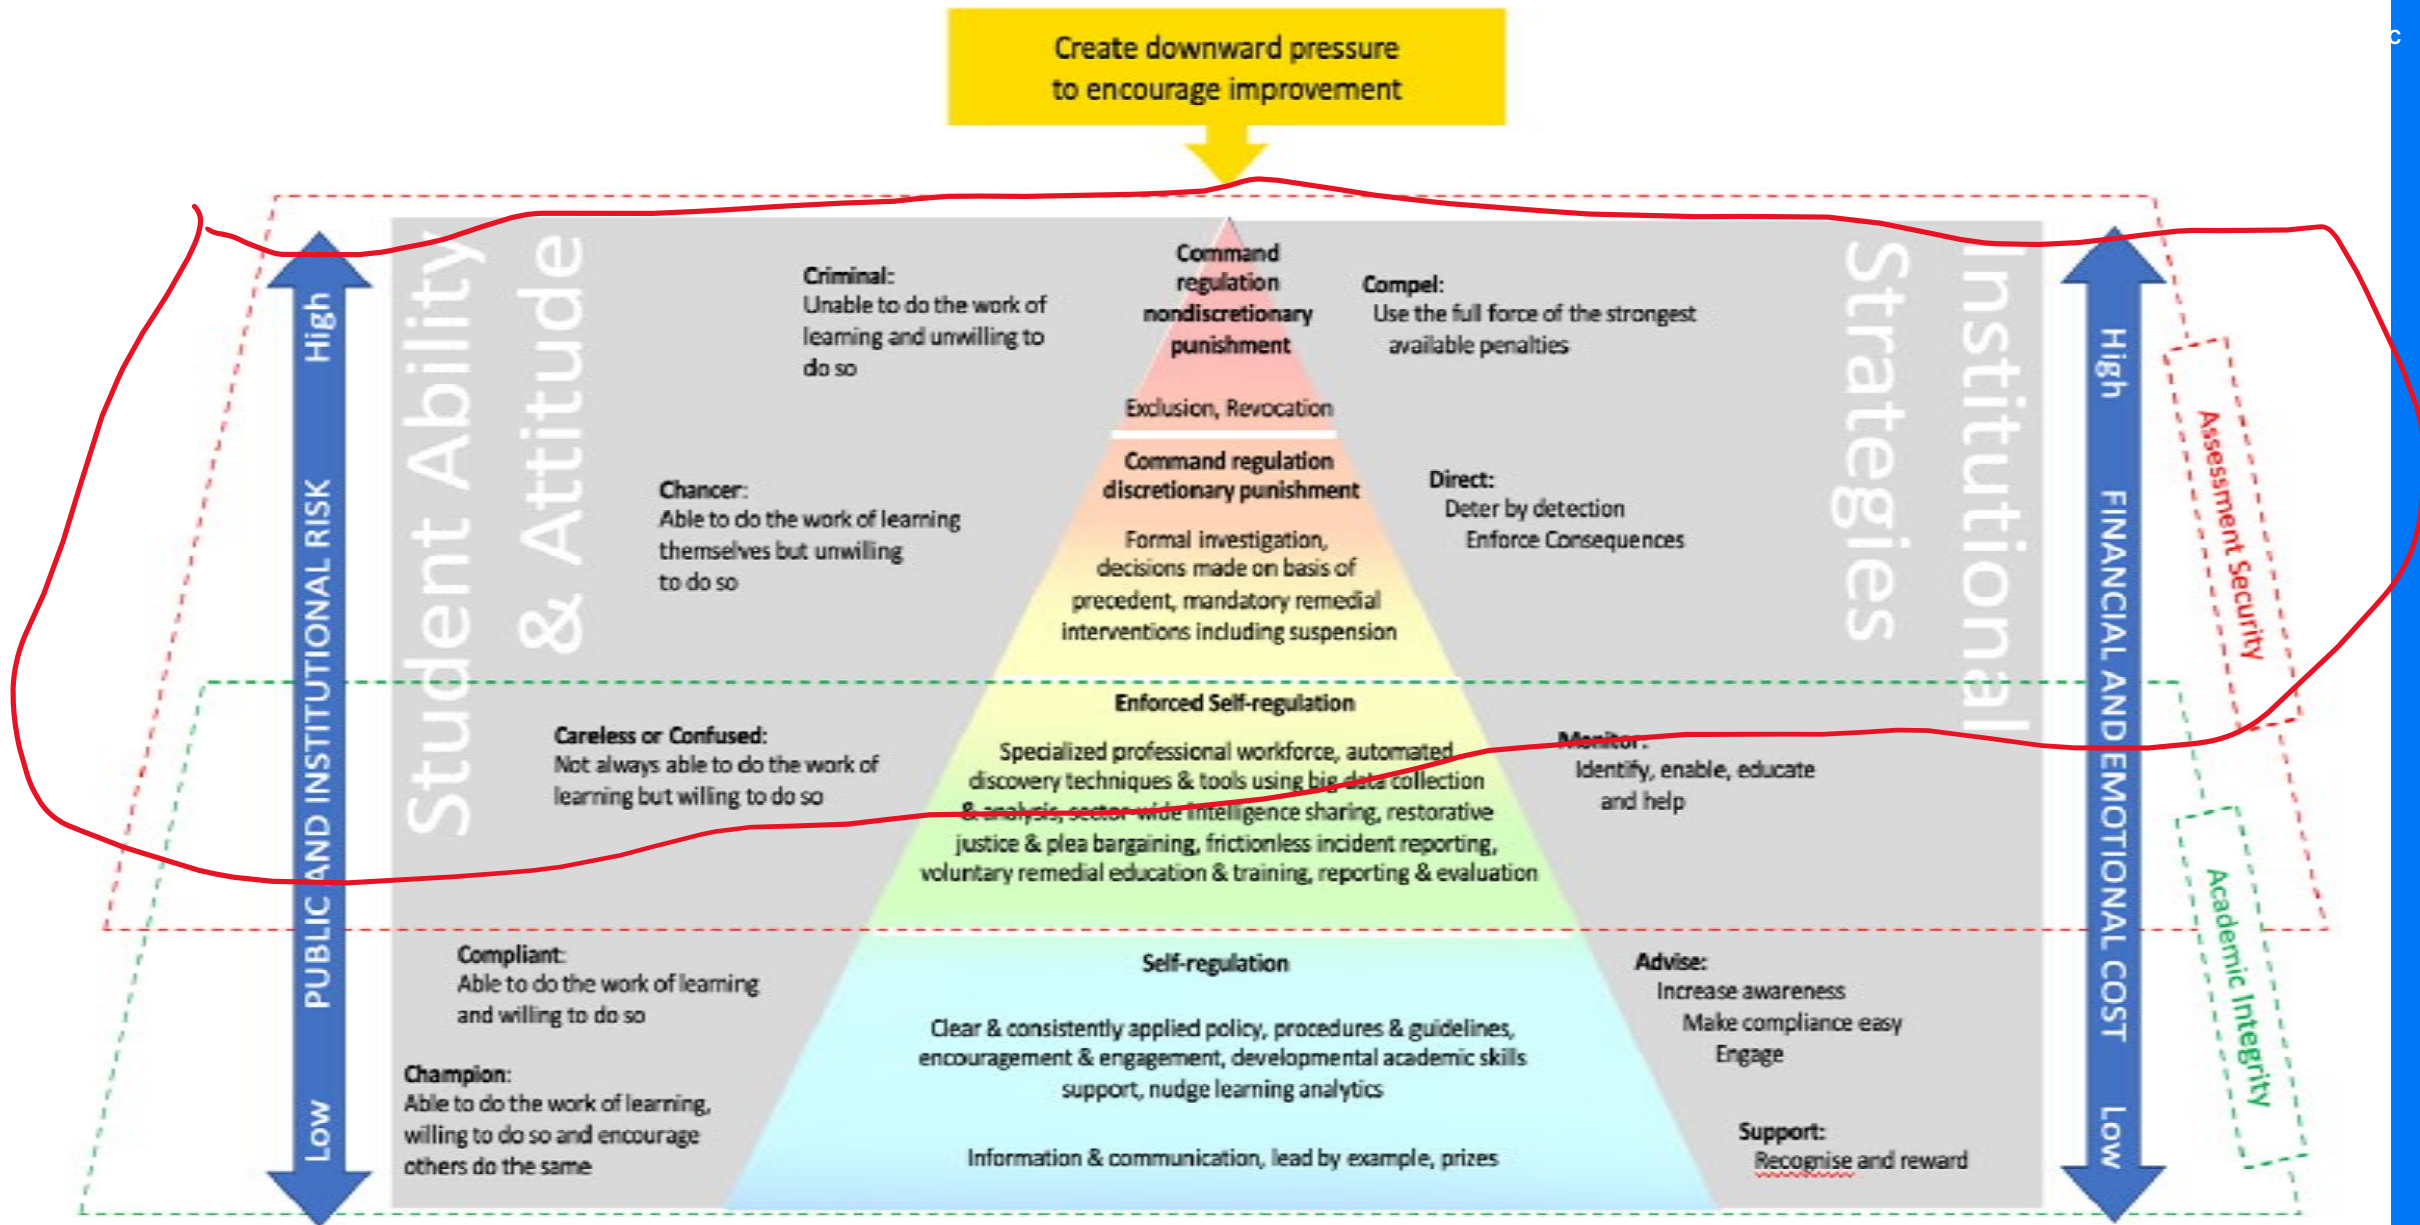 c
Create downward pressure
to encourage improvement
High
PUBLIC AND INSTITUTIONAL RISK
Low
Student Ability
& Attitude
Criminal:
Unable to do the work of
learning and unwilling to
do so
Chancer:
Able to do the work of learning
themselves but unwilling
to do so
Careless or Confused:
Not always able to do the work of
learning but willing to do so
Compliant:
Able to do the work of learning
and willing to do so
Champion:
Able to do the work of learning,
willing to do so and encourage
others do the same
Command
regulation
nondiscretionary
punishment
Exclusion, Revocation
Command regulation
discretionary punishment
Formal investigation,
decisions made on basis of
precedent, mandatory remedial
interventions including suspension
Enforced Self-regulation
Specialized professional workforce, automated
discovery techniques & tools using big data collection
& analysis, sector-wide intelligence sharing, restorative
justice & plea bargaining, frictionless incident reporting,
voluntary remedial education & training, reporting & evaluation
Self-regulation
Clear & consistently applied policy, procedures & guidelines,
encouragement & engagement, developmental academic skills
support, nudge learning analytics
Information & communication, lead by example, prizes
Compel:
Use the full force of the strongest
available penalties
Direct:
Deter by detection
Enforce Consequences
Monitor:
Identify, enable, educate
and help
Advise:
Increase awareness
Make compliance easy
Engage
Support:
Recognise and reward
Institutional
Strategies
High
FINANCIAL AND EMOTIONAL COST
Low
Assessment Security
Academic Integrity